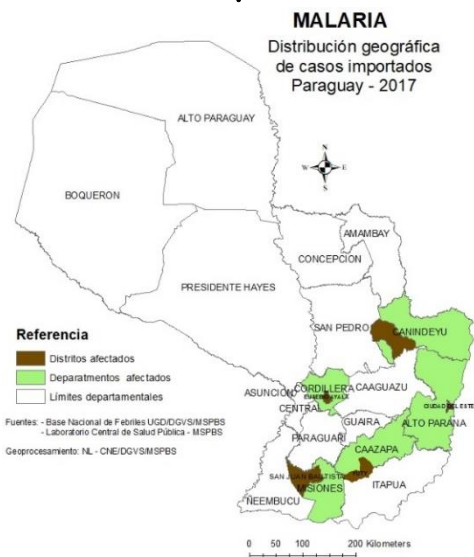 MALARIA
Distribución geográfica
de casos importados
Paraguay - 2017
N
W
E
S
ALTO PARAGUAY
BOQUERON
PRESIDENTE HAYES
AMAMBAY
CONCEPCION
SAN PEDRO
CANINDEYU
ASUNCION
CORDILLERA
CAAGUAZU
CENTRAL
CIUDAD DEL ESTE
ALTO PARANA
GUAIRA
PARAGUARI
CAAZAPA
SAN JUAN BAUTISTA
MISIONES
ITAPUA
ÑEEMBUCU
Referencia
Distritos afectados
Deparatmentos afectados
Límites departamentales
Fuentes: - Base Nacional de Febriles UGD/DGVS/MSPBS
- Laboratorio Central de Salud Pública - MSPBS
Geoprocesamiento: NL - CNE/DGVS/MSPBS
0 50 100 200 Kilometers